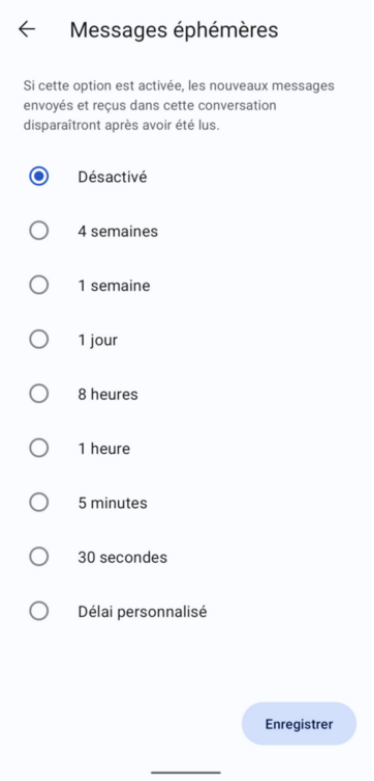 Messages éphémères
Si cette option est activée, les nouveaux messages
envoyés et reçus dans cette conversation
disparaîtront après avoir été lus.
Désactivé
4 semaines
1 semaine
1 jour
8 heures
1 heure
5 minutes
30 secondes
Délai personnalisé
Enregistrer